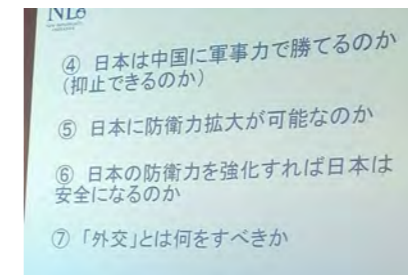 ④ 日本は中国に軍事力で勝てるのか
(抑止できるのか)
⑤ 日本に防衛力拡大が可能なのか
⑥ 日本の防衛力を強化すれば日本は
安全になるのか
⑦ 「外交」とは何をすべきか